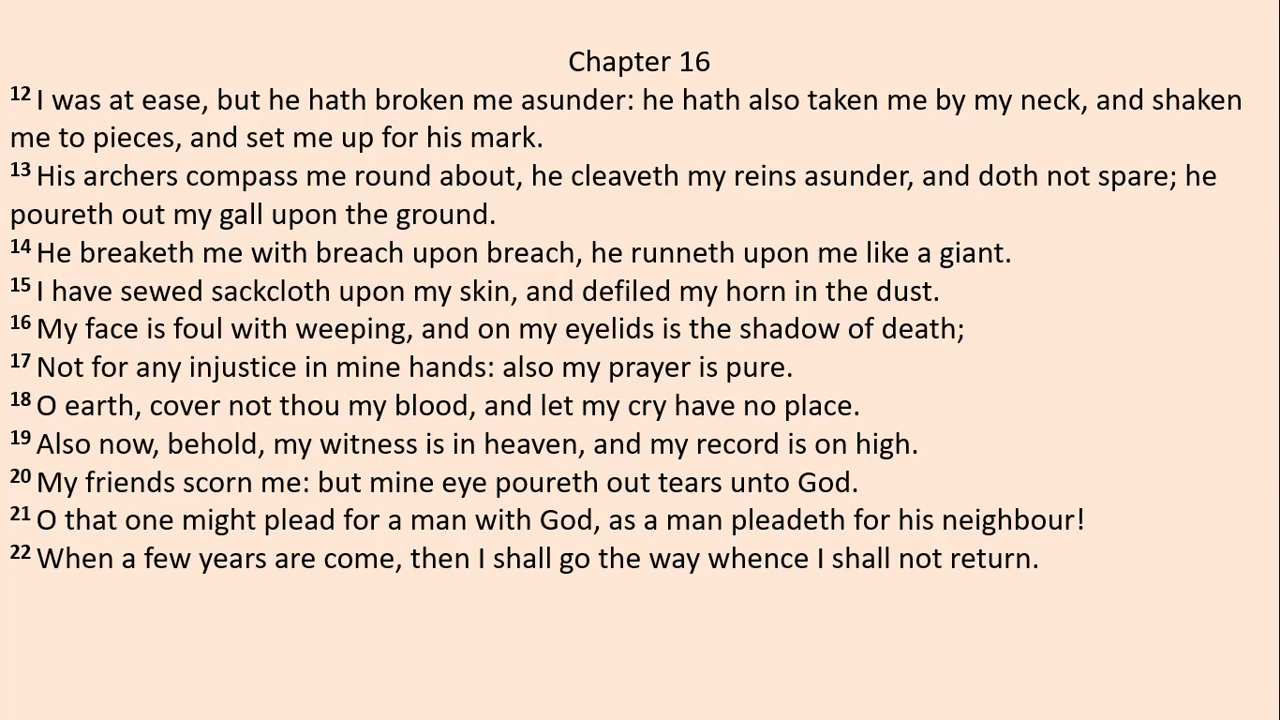 Chapter 16
12 I was at ease, but he hath broken me asunder: he hath also taken me by my neck, and shaken
me to pieces, and set me up for his mark.
13 His archers compass me round about, he cleaveth my reins asunder, and doth not spare; he
poureth out my gall upon the ground.
14 He breaketh me with breach upon breach, he runneth upon me like a giant.
15 I have sewed sackcloth upon my skin, and defiled my horn in the dust.
16 My face is foul with weeping, and on my eyelids is the shadow of death;
17 Not for any injustice in mine hands: also my prayer is pure.
18 O earth, cover not thou my blood, and let my cry have no place.
19 Also now, behold, my witness is in heaven, and my record is on high.
20 My friends scorn me: but mine eye poureth out tears unto God.
21 O that one might plead for a man with God, as a man pleadeth for his neighbour!
22 When a few years are come, then I shall go the way whence I shall not return.